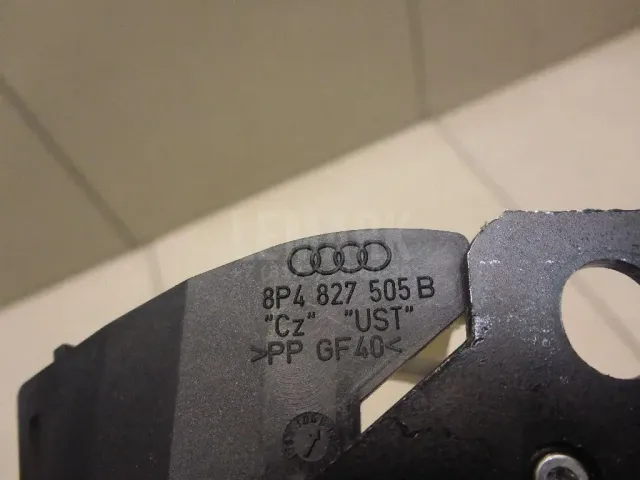 8P4 827 505 B
"Cz" "UST"
>PP GF40<